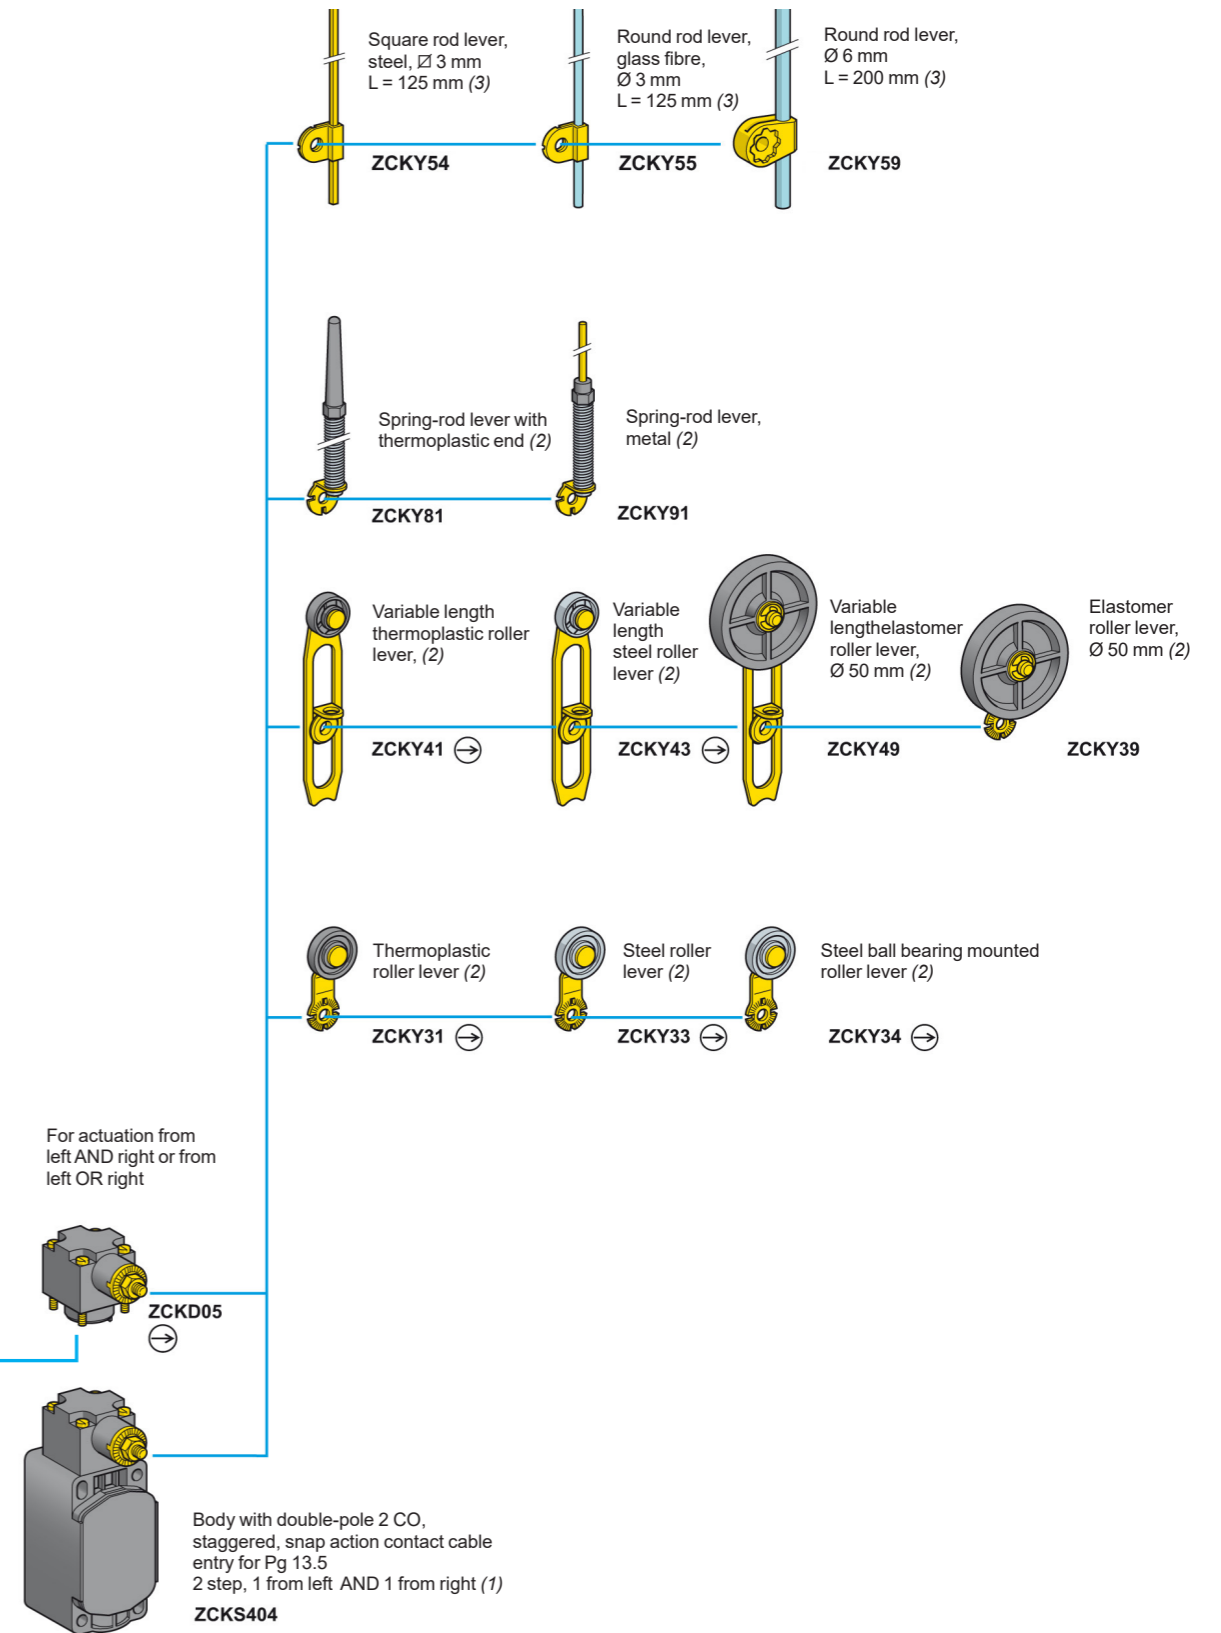 Square rod lever,
steel, ⌀ 3 mm
L = 125 mm (3)
ZCKY54
Round rod lever,
glass fibre,
Ø 3 mm
L = 125 mm (3)
ZCKY55
Round rod lever,
Ø 6 mm
L = 200 mm (3)
ZCKY59
Spring-rod lever with
thermoplastic end (2)
ZCKY81
Spring-rod lever,
metal (2)
ZCKY91
Variable length
thermoplastic roller
lever, (2)
ZCKY41
Variable
length
steel roller
lever (2)
ZCKY43
Variable
lengthelastomer
roller lever,
Ø 50 mm (2)
ZCKY49
Elastomer
roller lever,
Ø 50 mm (2)
ZCKY39
Thermoplastic
roller lever (2)
ZCKY31
Steel roller
lever (2)
ZCKY33
Steel ball bearing mounted
roller lever (2)
ZCKY34
For actuation from
left AND right or from
left OR right
ZCKD05
Body with double-pole 2 CO,
staggered, snap action contact cable
entry for Pg 13.5
2 step, 1 from left AND 1 from right (1)
ZCKS404